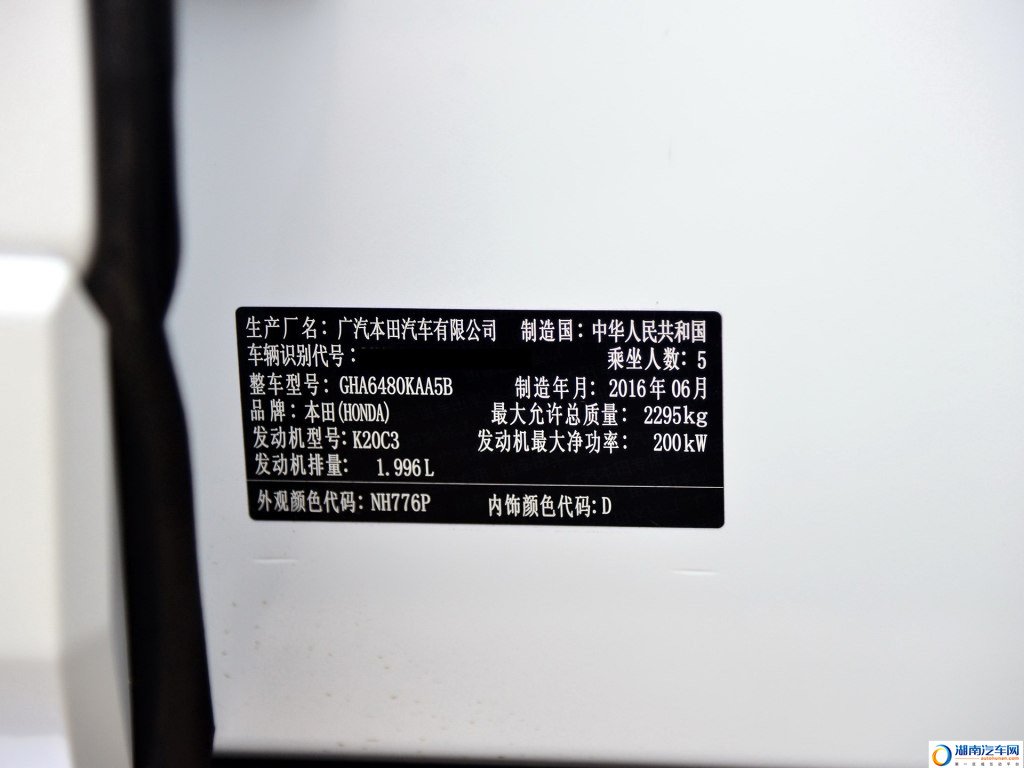 生产厂名：广汽本田汽车有限公司 制造国：中华人民共和国
车辆识别代号： 乘坐人数：5
整车型号：GHA6480KAA5B 制造年月：2016年06月
品牌：本田(HONDA) 最大允许总质量：2295kg
发动机型号:K20C3 发动机最大净功率：200kW
发动机排量：1.996L
外观颜色代码：NH776P 内饰颜色代码:D
湖南汽车网
autohunan.com